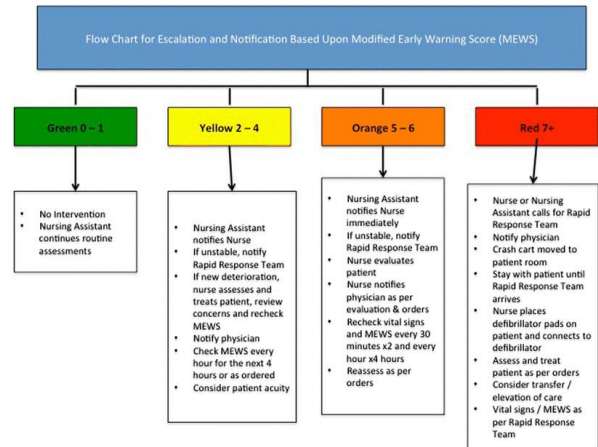 Flow Chart for Escalation and Notification Based Upon Modified Early Warning Score (MEWS)
Green 0 – 1
• No Intervention
• Nursing Assistant
continues routine
assessments
Yellow 2 – 4
• Nursing Assistant
notifies Nurse
• If unstable, notify
Rapid Response Team
• If new deterioration,
nurse assesses and
treats patient, review
concerns and recheck
MEWS
• Notify physician
• Check MEWS every
hour for the next 4
hours or as ordered
• Consider patient acuity
Orange 5 – 6
• Nursing Assistant
notifies Nurse
immediately
• If unstable, notify
Rapid Response Team
• Nurse evaluates
patient
• Nurse notifies
physician as per
evaluation & orders
• Recheck vital signs
and MEWS every 30
minutes x2 and every
hour x4 hours
• Reassess as per
orders
Red 7+
• Nurse or Nursing
Assistant calls for Rapid
Response Team
• Notify physician
• Crash cart moved to
patient room
• Stay with patient until
Rapid Response Team
arrives
• Nurse places
defibrillator pads on
patient and connects to
defibrillator
• Assess and treat
patient as per orders
• Consider transfer /
elevation of care
• Vital signs / MEWS as
per Rapid Response
Team